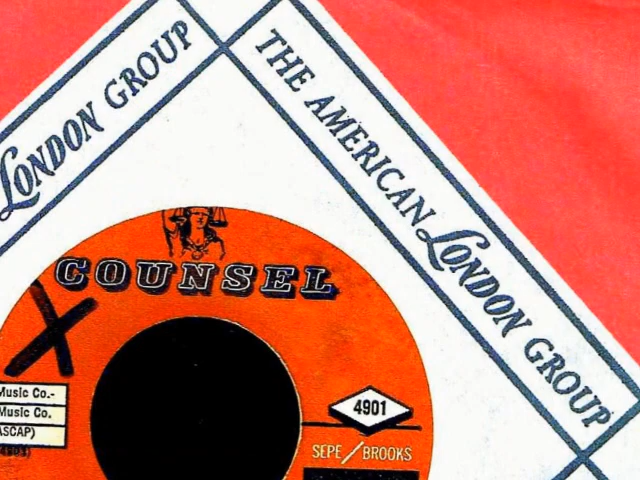 LONDON GROUP
THE AMERICAN LONDON GROUP
COUNSEL
X
Music Co.-
Music Co.
ASCAP)
4901
SEPE/BROOKS